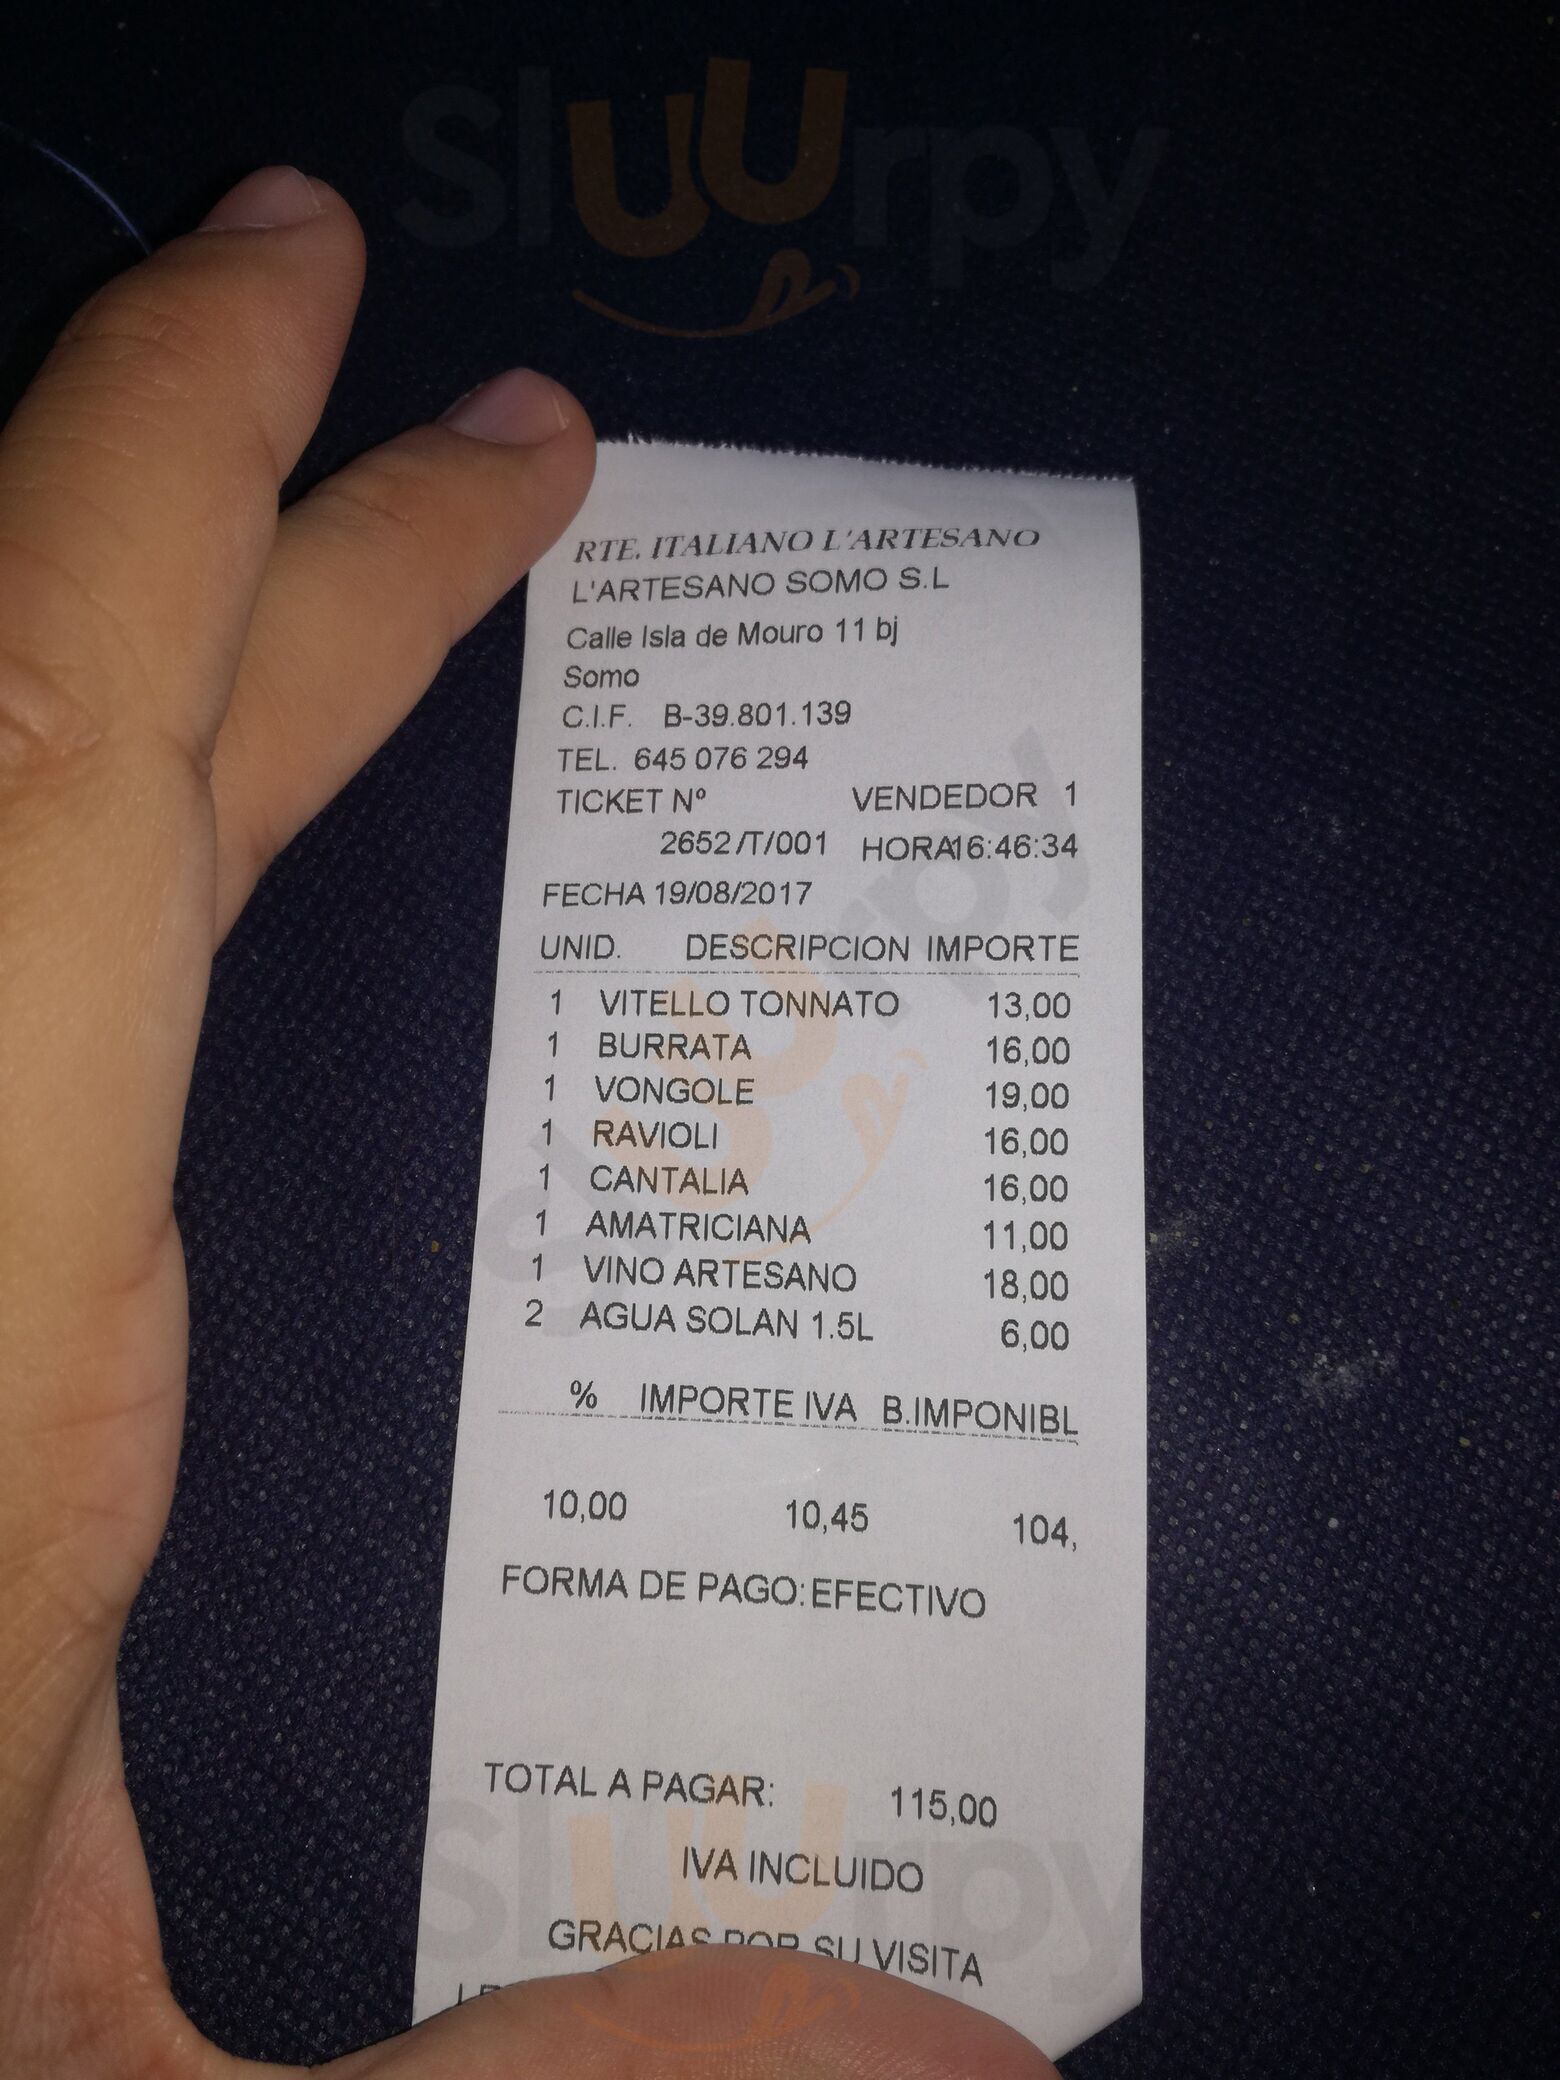 Sluurpy
RTE. ITALIANO L'ARTESANO
L'ARTESANO SOMO S.L
Calle Isla de Mouro 11 bj
Somo
C.I.F. B-39.801.139
TEL. 645 076 294
TICKET Nº VENDEDOR 1
2652/T/001 HORA16:46:34
FECHA 19/08/2017
UNID. DESCRIPCION IMPORTE
1 VITELLO TONNATO 13,00
1 BURRATA 16,00
1 VONGOLE 19,00
1 RAVIOLI 16,00
1 CANTALIA 16,00
1 AMATRICIANA 11,00
1 VINO ARTESANO 18,00
2 AGUA SOLAN 1.5L 6,00
% IMPORTE IVA B.IMPONIBL
10,00 10,45 104,
FORMA DE PAGO:EFECTIVO
TOTAL A PAGAR: 115,00
IVA INCLUIDO
GRACIAS POR SU VISITA
Sluurpy
Sluurpy